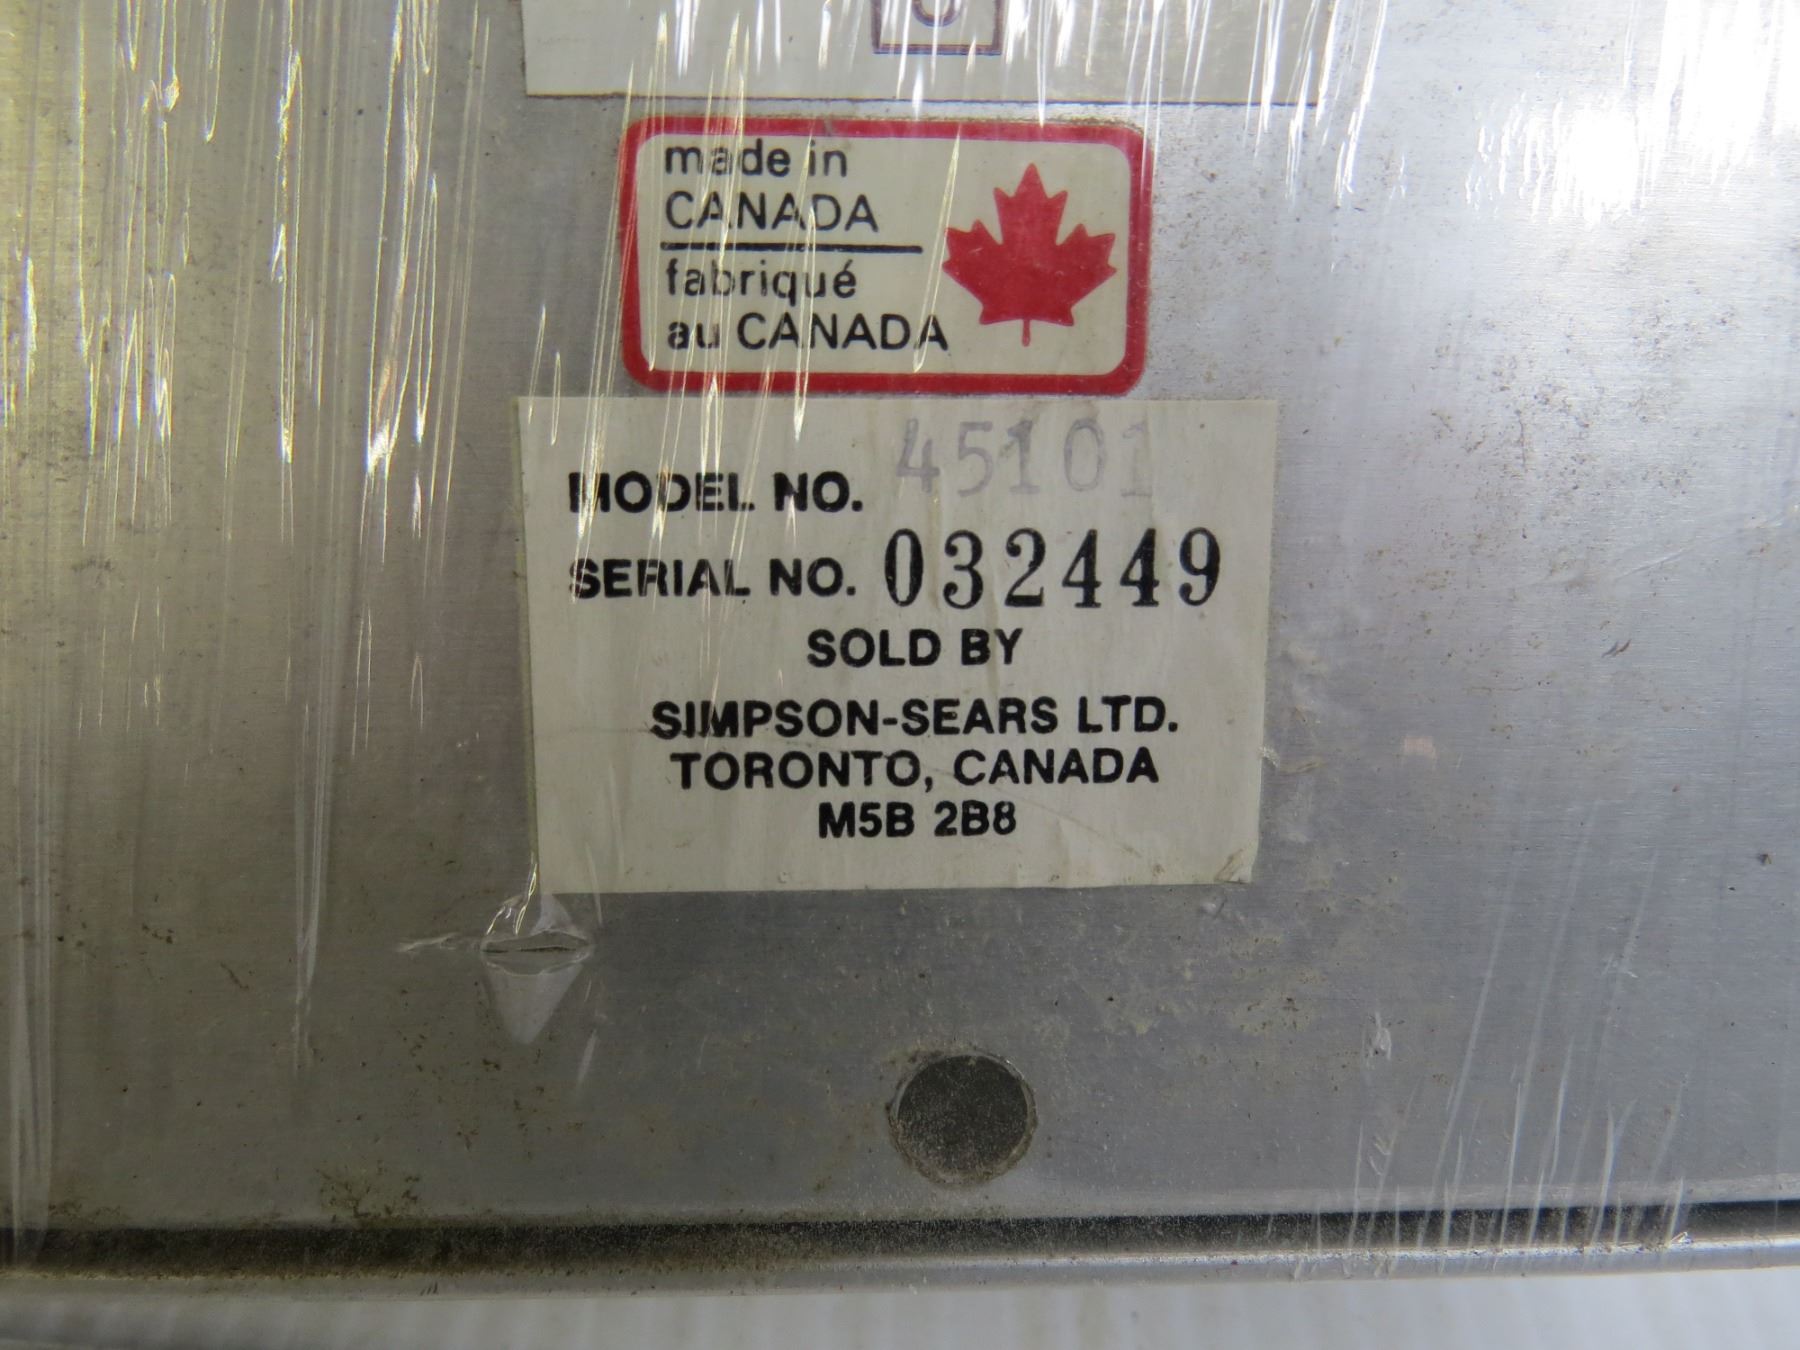 made in
CANADA
fabriqué
au CANADA
MODEL NO. 45101
SERIAL NO. 032449
SOLD BY
SIMPSON-SEARS LTD.
TORONTO, CANADA
M5B 2B8